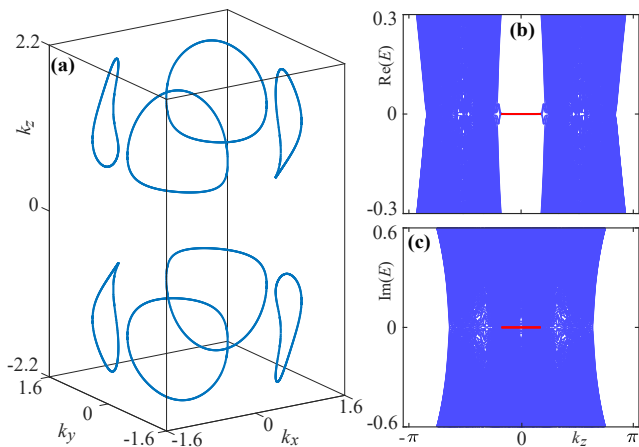 2.2
(a)
k_z
0
-2.2
1.6
k_y
0
-1.6
-1.6
0
k_x
1.6
0.3
(b)
Re(E)
0
-0.3
0.6
(c)
Im(E)
0
-0.6
-π
0
k_z
π